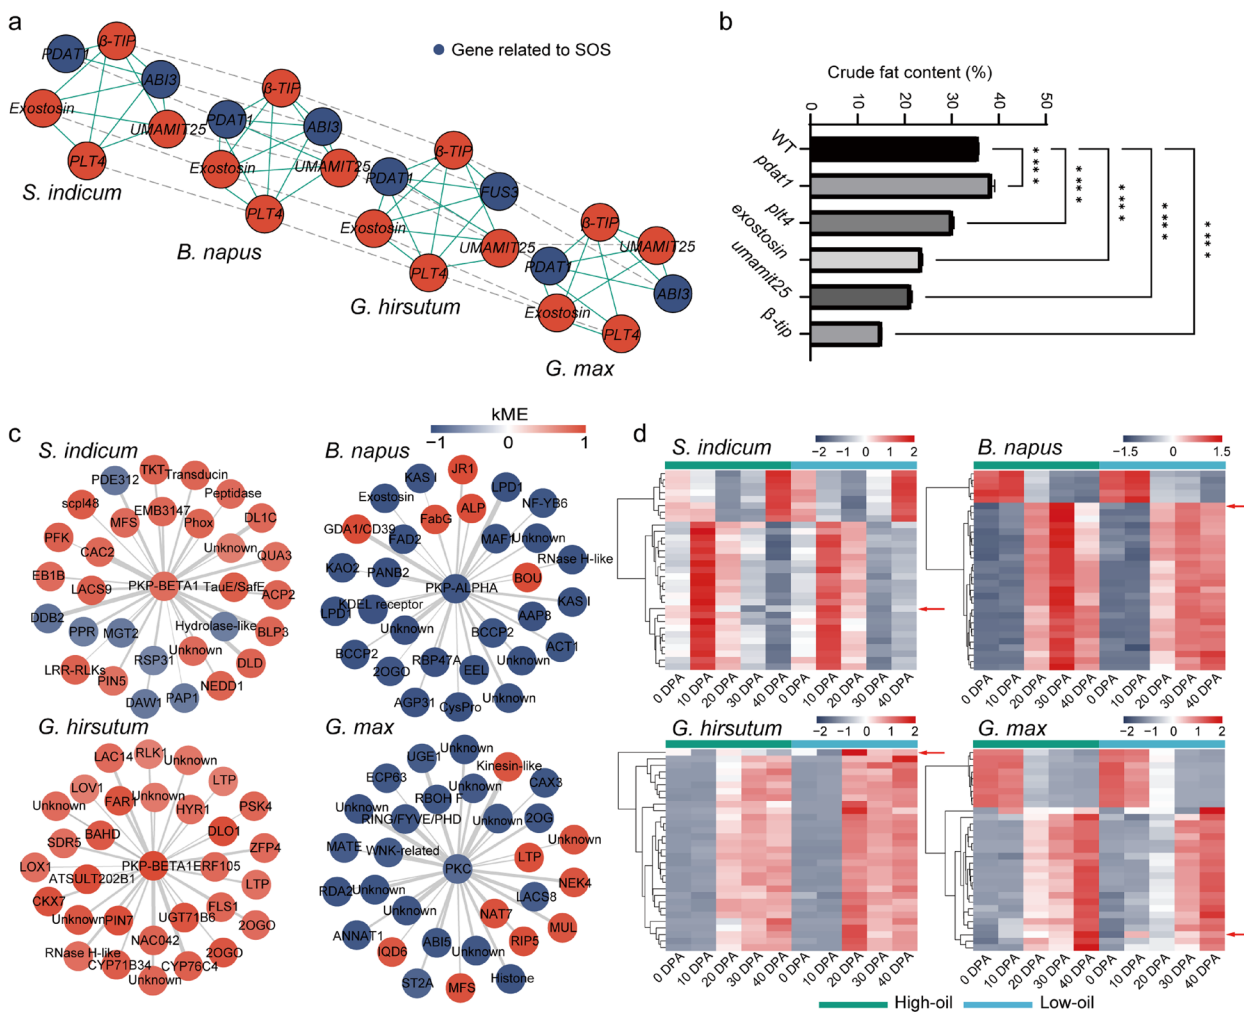 a
β-TIP
PDAT1
ABI3
Exostosin
UMAMIT25
PLT4
S. indicum
Gene related to SOS
β-TIP
PDAT1
ABI3
Exostosin
UMAMIT25
PLT4
B. napus
β-TIP
PDAT1
FUS3
Exostosin
UMAMIT25
PLT4
G. hirsutum
β-TIP
UMAMIT25
PDAT1
ABI3
Exostosin
PLT4
G. max
b
Crude fat content (%)
0 10 20 30 40 50
WT
pdat1
plt4
exostosin
umamit25
β-tip
****
****
****
****
****
c
kME
−1 0 1
S. indicum
TKT
Transducin
PDE312
Peptidase
scpl48
EMB3147
MFS
Phox
DL1C
PFK
CAC2
Unknown
QUA3
EB1B
LACS9
PKP-BETA1
TauE/SafE
ACP2
DDB2
PPR
MGT2
Hydrolase-like
BLP3
LRR-RLKs
RSP31
Unknown
DLD
PIN5
NEDD1
DAW1
PAP1
B. napus
KAS I
JR1
LPD1
Exostosin
NF-YB6
GDA1/CD39
FabG
ALP
FAD2
MAF1
Unknown
RNase H-like
KAO2
PANB2
PKP-ALPHA
BOU
KAS I
LPD1
KDEL receptor
AAP8
Unknown
BCCP2
ACT1
BCCP2
2OGO
RBP47A
EEL
Unknown
AGP31
CysPro
Unknown
G. hirsutum
LAC14
RLK1
Unknown
LOV1
LTP
Unknown
FAR1
Unknown
HYR1
PSK4
SDR5
BAHD
DLO1
ZFP4
LOX1
PKP-BETA1
ERF105
ATSULT202B1
LTP
CKX7
Unknown
PIN7
UGT71B6
FLS1
2OGO
NAC042
RNase H-like
CYP71B34
CYP76C4
2OGO
Unknown
G. max
UGE1
Unknown
Kinesin-like
ECP63
Unknown
CAX3
RBOH F
Unknown
RING/FYVE/PHD
Unknown
2OG
MATE
WNK-related
Unknown
LTP
PKC
RDA2
Unknown
NEK4
LACS8
Unknown
NAT7
MUL
ANNAT1
IQD6
ABI5
Unknown
RIP5
ST2A
MFS
Histone
d
S. indicum
−2 −1 0 1 2
0 DPA
10 DPA
20 DPA
30 DPA
40 DPA
0 DPA
10 DPA
20 DPA
30 DPA
40 DPA
B. napus
−1.5 1.5
0 DPA
10 DPA
20 DPA
30 DPA
40 DPA
0 DPA
10 DPA
20 DPA
30 DPA
40 DPA
G. hirsutum
−2 −1 0 1 2
0 DPA
10 DPA
20 DPA
30 DPA
40 DPA
0 DPA
10 DPA
20 DPA
30 DPA
40 DPA
G. max
−2 −1 0 1 2
0 DPA
10 DPA
20 DPA
30 DPA
40 DPA
0 DPA
10 DPA
20 DPA
30 DPA
40 DPA
High-oil
Low-oil